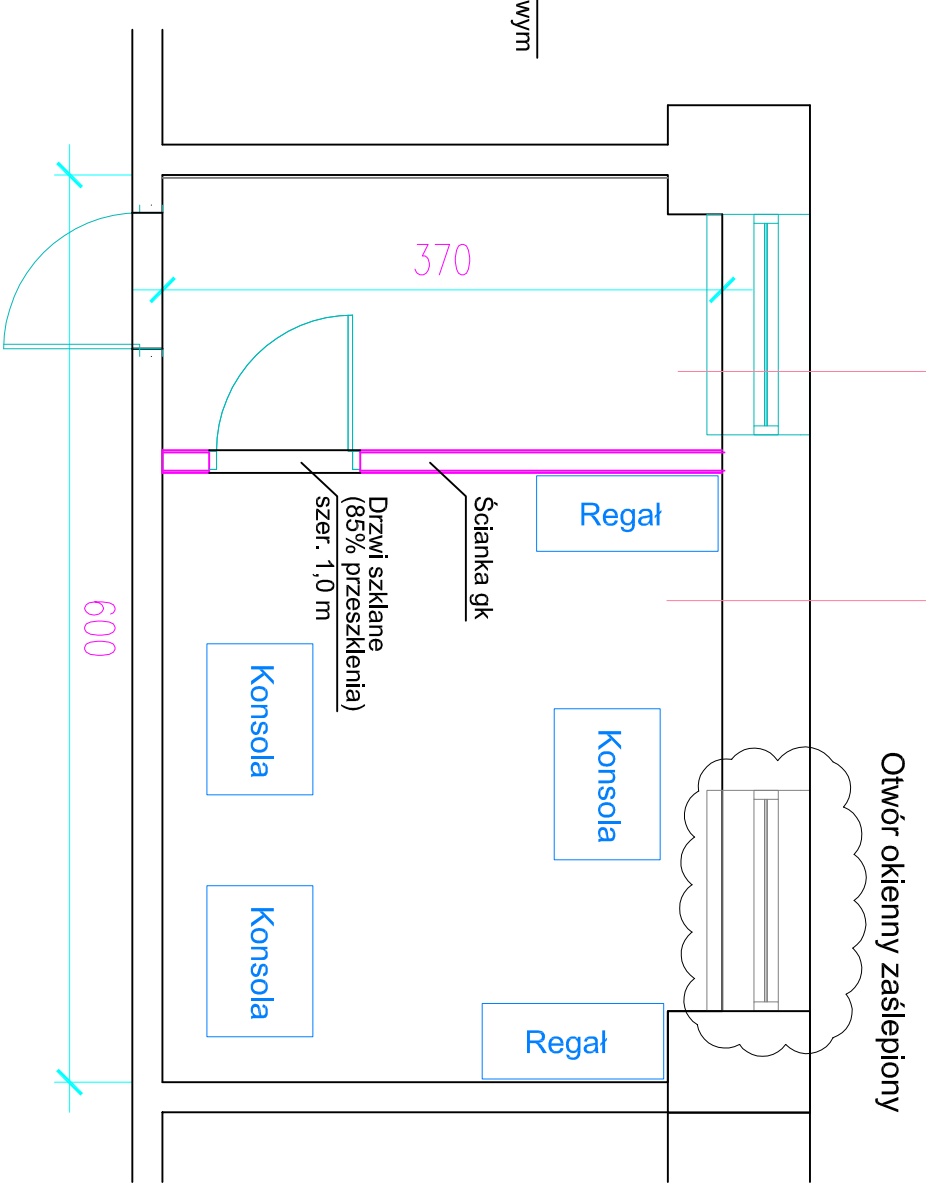 wym
370
Regał
Ścianka gk
Drzwi szklane
(85% przeszklenia)
szer. 1,0 m
600
Konsola
Konsola
Konsola
Regał
Otwór okienny zaślepiony